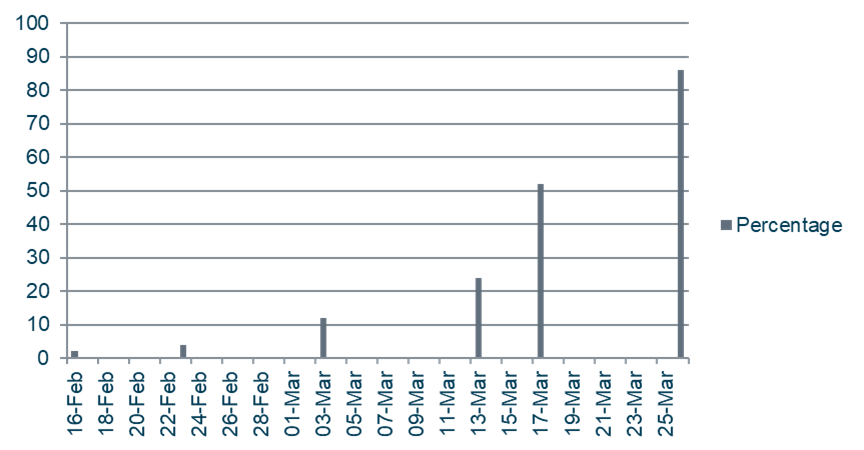 100
90
80
70
60
50
40
30
20
10
0
16-Feb
18-Feb
20-Feb
22-Feb
24-Feb
26-Feb
28-Feb
01-Mar
03-Mar
05-Mar
07-Mar
09-Mar
11-Mar
13-Mar
15-Mar
17-Mar
19-Mar
21-Mar
23-Mar
25-Mar
Percentage